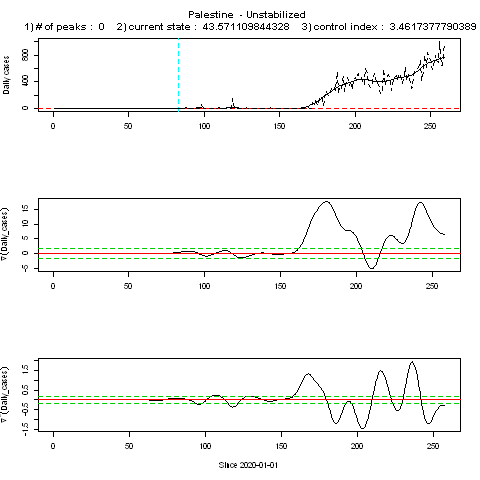 Palestine - Unstabilized
1) # of peaks : 0 2) current state : 43.571109844328 3) control index : 3.4617377790389
Daily cases
0 200 400 800
0 50 100 150 200 250
∇(Daily_cases)
-5 0 5 10 15
0 50 100 150 200 250
∇(Daily_cases)
-1.5 -0.5 0.5 1.5
0 50 100 150 200 250
Since 2020-01-01